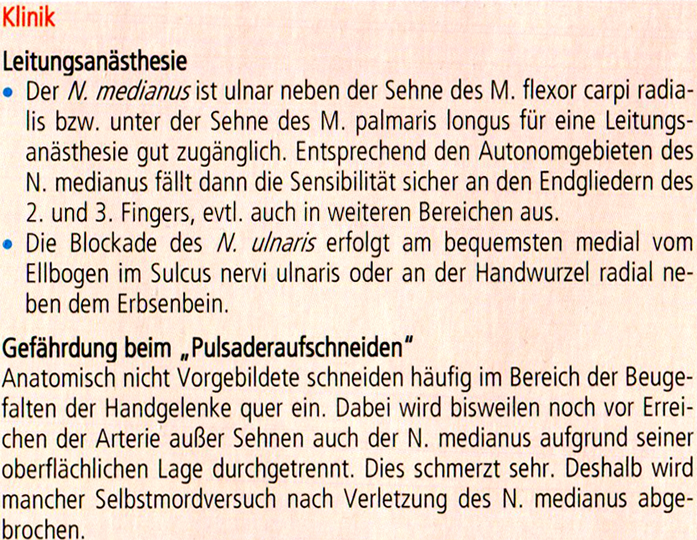 Klinik
Leitungsanästhesie
• Der N. medianus ist ulnar neben der Sehne des M. flexor carpi radia-
lis bzw. unter der Sehne des M. palmaris longus für eine Leitungs-
anästhesie gut zugänglich. Entsprechend den Autonomgebieten des
N. medianus fällt dann die Sensibilität sicher an den Endgliedern des
2. und 3. Fingers, evtl. auch in weiteren Bereichen aus.
• Die Blockade des N. ulnaris erfolgt am bequemsten medial vom
Ellbogen im Sulcus nervi ulnaris oder an der Handwurzel radial ne-
ben dem Erbsenbein.
Gefährdung beim „Pulsaderaufschneiden“
Anatomisch nicht Vorgebildete schneiden häufig im Bereich der Beuge-
falten der Handgelenke quer ein. Dabei wird bisweilen noch vor Errei-
chen der Arterie außer Sehnen auch der N. medianus aufgrund seiner
oberflächlichen Lage durchgetrennt. Dies schmerzt sehr. Deshalb wird
mancher Selbstmordversuch nach Verletzung des N. medianus abge-
brochen.